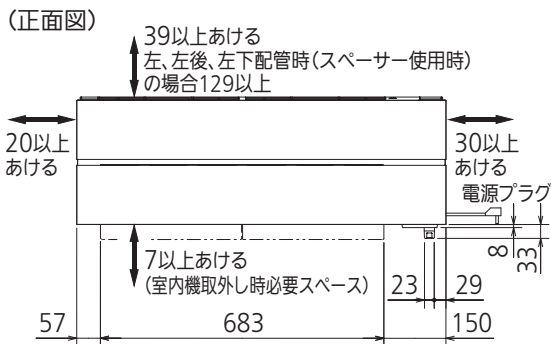 （正面図）
39以上あける
左、左後、左下配管時（スペーサー使用時）
の場合129以上
20以上
あける
30以上
あける
電源プラグ
7以上あける
（室内機取外し時必要スペース）
23
29
8
33
57
683
150